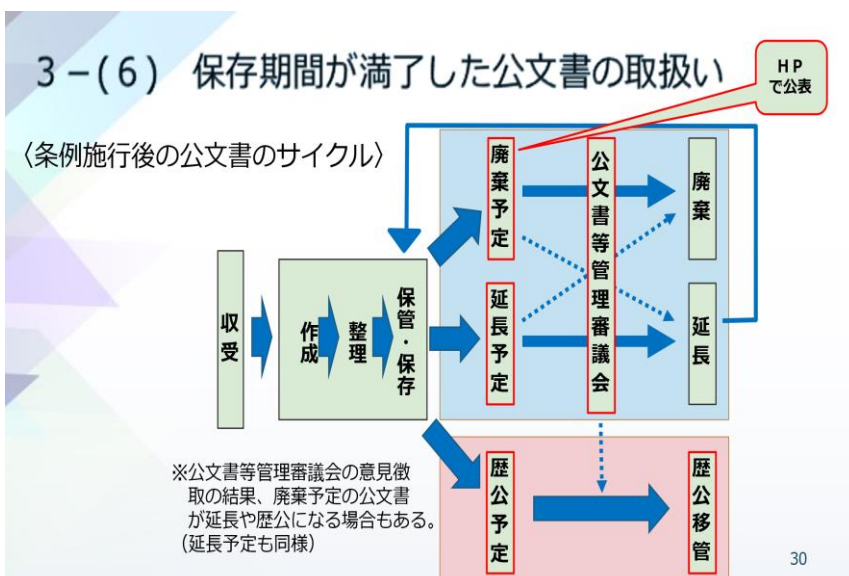 3−(6) 保存期間が満了した公文書の取扱い
HP
で公表
〈条例施行後の公文書のサイクル〉
収受
作成
整理
保管・保存
廃棄予定
延長予定
公文書等管理審議会
廃棄
延長
歴公予定
歴公移管
※公文書等管理審議会の意見徴
取の結果、廃棄予定の公文書
が延長や歴公になる場合もある。
(延長予定も同様)
30